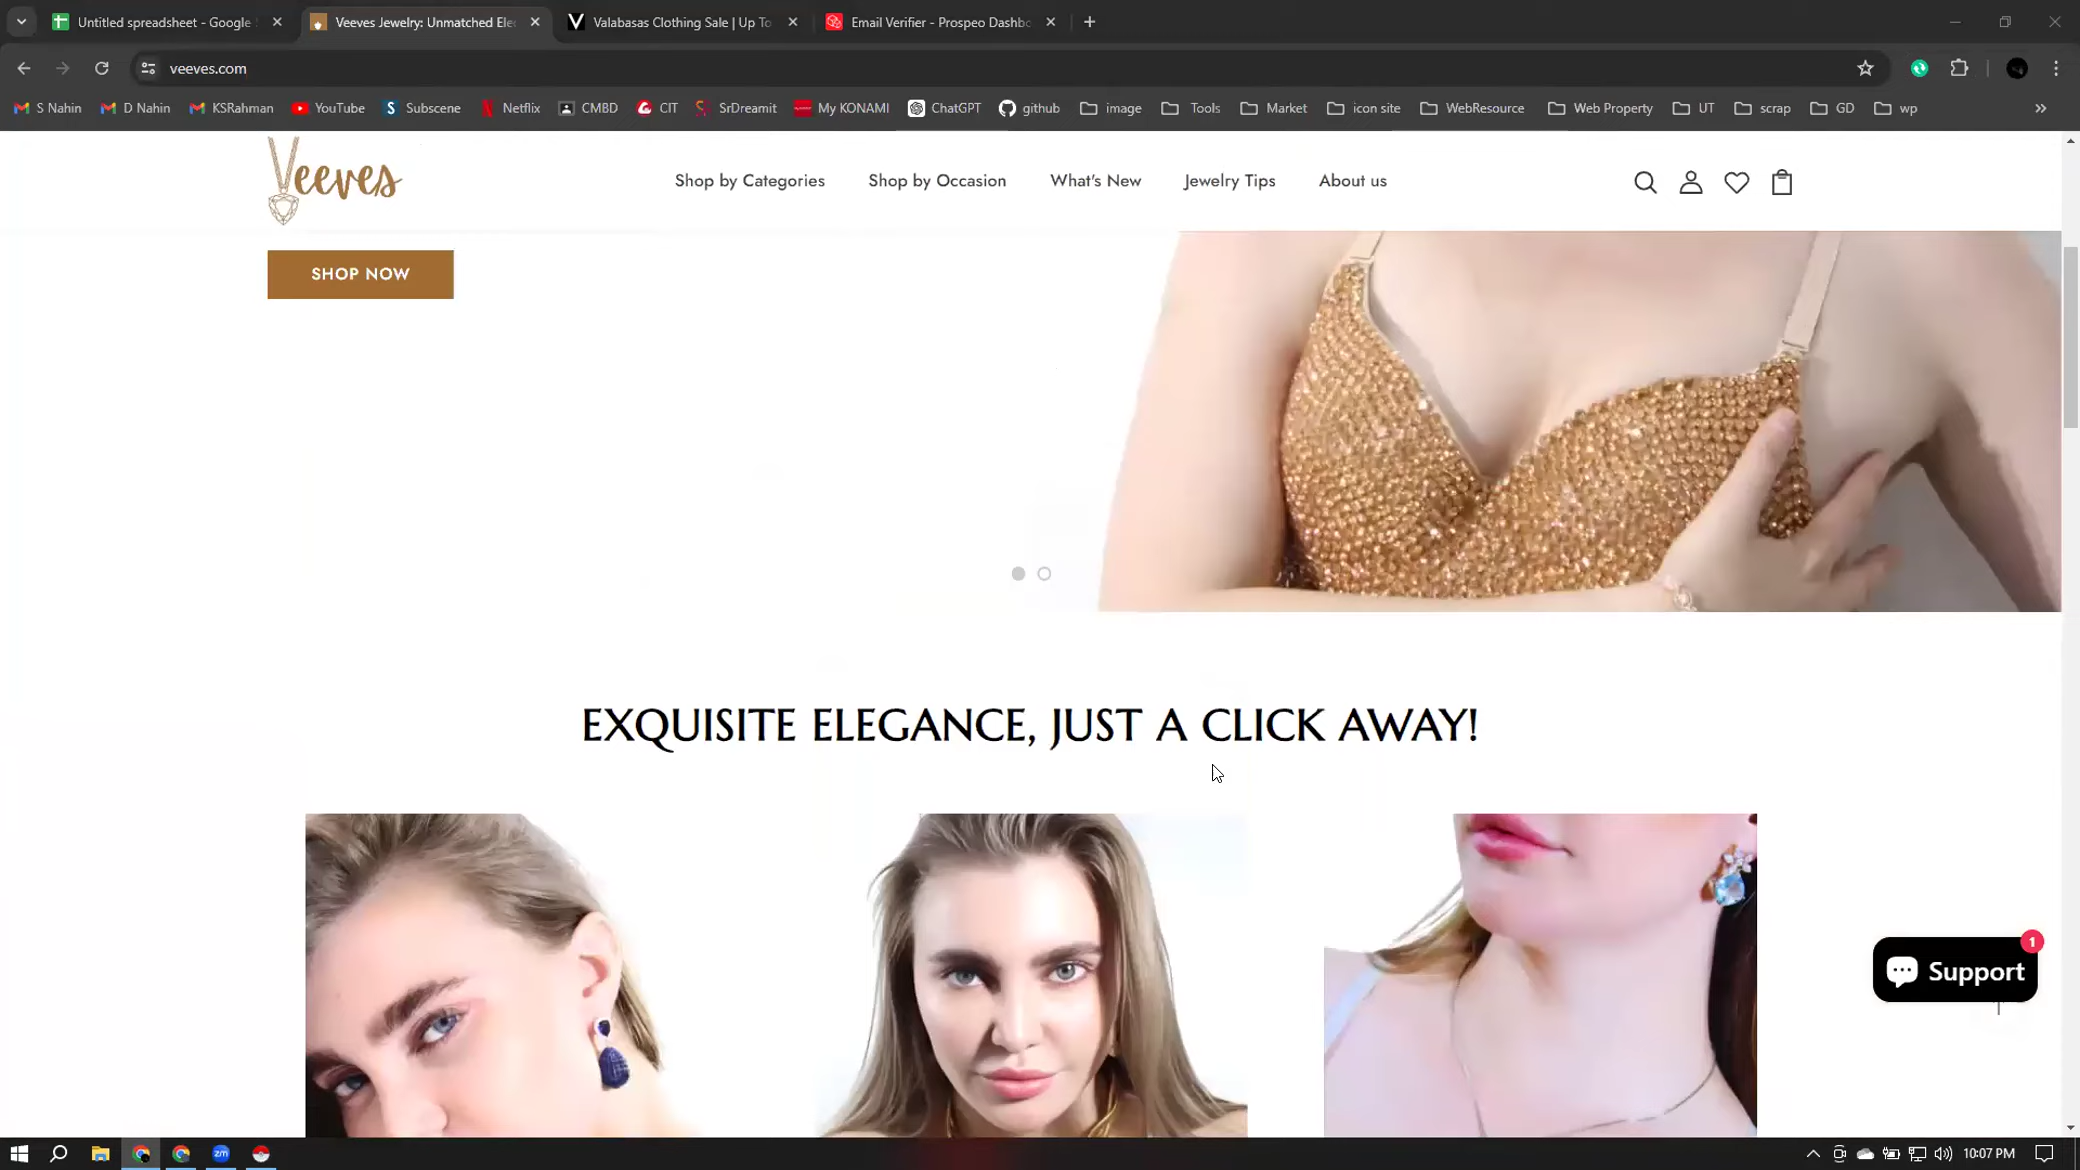 Untitled spreadsheet - Google
Veeves Jewelry: Unmatched Ele
Valabasas Clothing Sale | Up To
Email Verifier - Prospeo Dashbo
veeves.com
S Nahin
D Nahin
KSRahman
YouTube
Subscene
Netflix
CMBD
CIT
SrDreamit
My KONAMI
ChatGPT
github
image
Tools
Market
icon site
WebResource
Web Property
UT
scrap
GD
wp
Veeves
Shop by Categories
Shop by Occasion
What's New
Jewelry Tips
About us
SHOP NOW
EXQUISITE ELEGANCE, JUST A CLICK AWAY!
1
Support
zm
10:07 PM